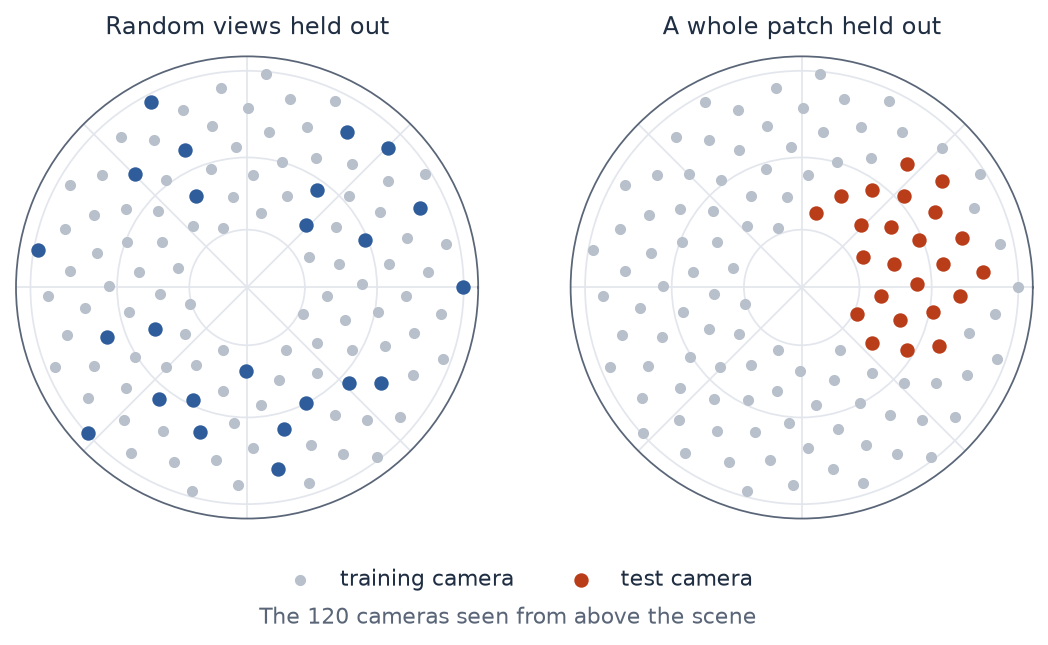 Random views held out
A whole patch held out
training camera
test camera
The 120 cameras seen from above the scene